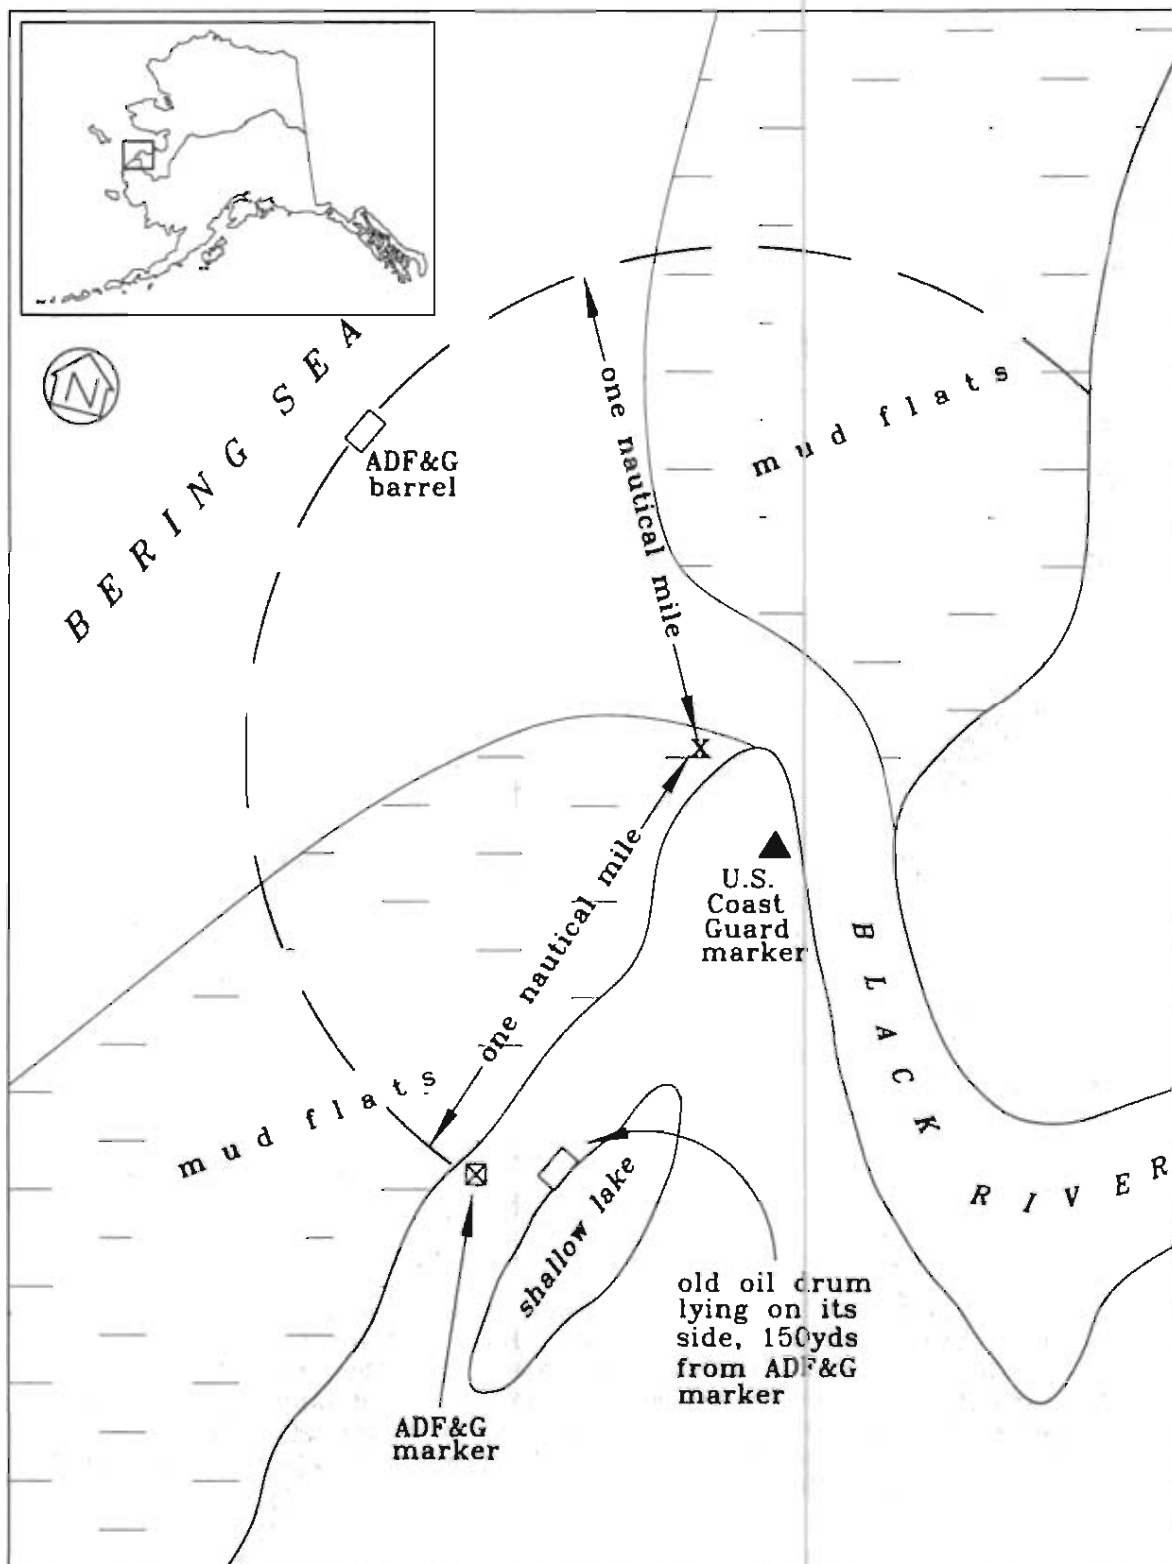 N
BERING SEA
ADF&G
barrel
one nautical mile
mud flats
X
one nautical mile
U.S.
Coast
Guard
marker
BLACK RIVER
mud flats
shallow lake
old oil drum
lying on its
side, 150yds
from ADF&G
marker
ADF&G
marker